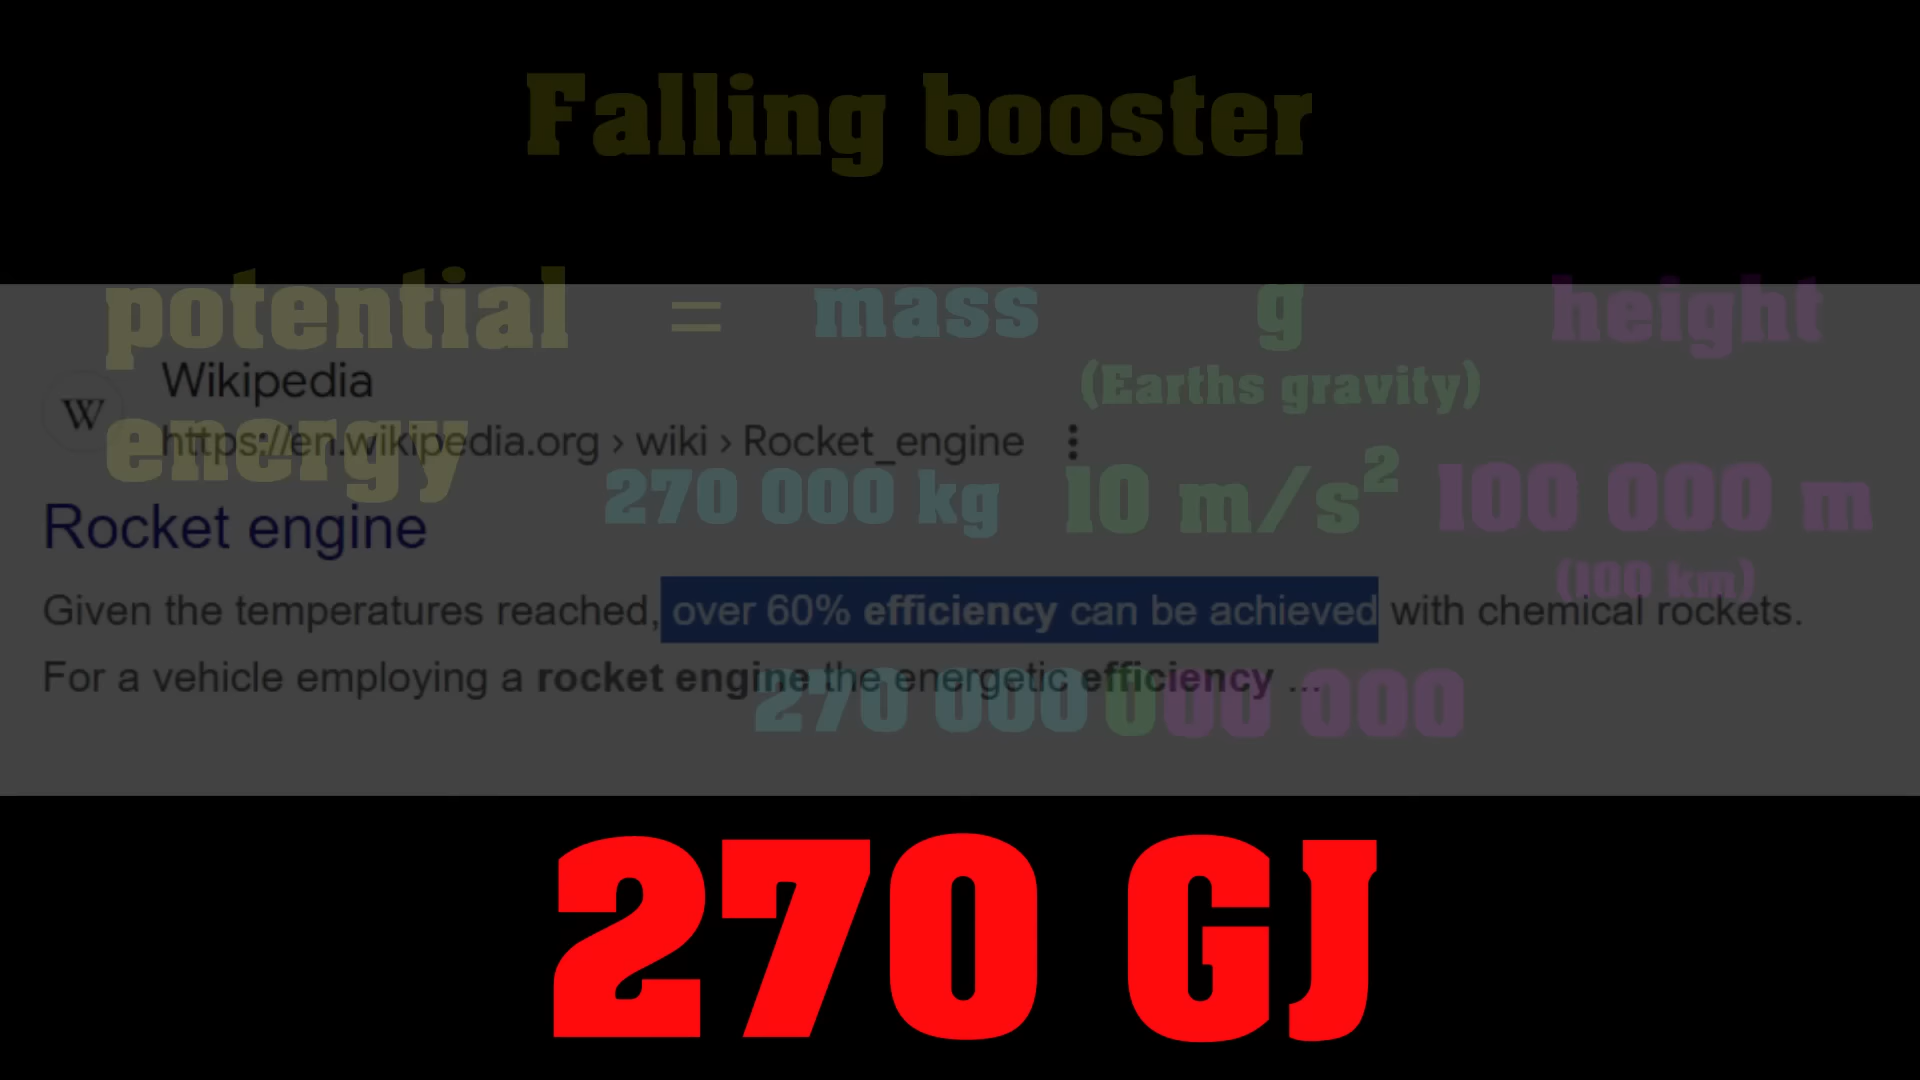 Falling booster
potential = mass g height
Wikipedia
(Earths gravity)
W
energy
https://en.wikipedia.org › wiki › Rocket_engine
270 000 kg 10 m/s² 100 000 m
Rocket engine
(100 km)
Given the temperatures reached, over 60% efficiency can be achieved with chemical rockets.
For a vehicle employing a rocket engine the energetic efficiency ...
270 000 000 000
270 GJ